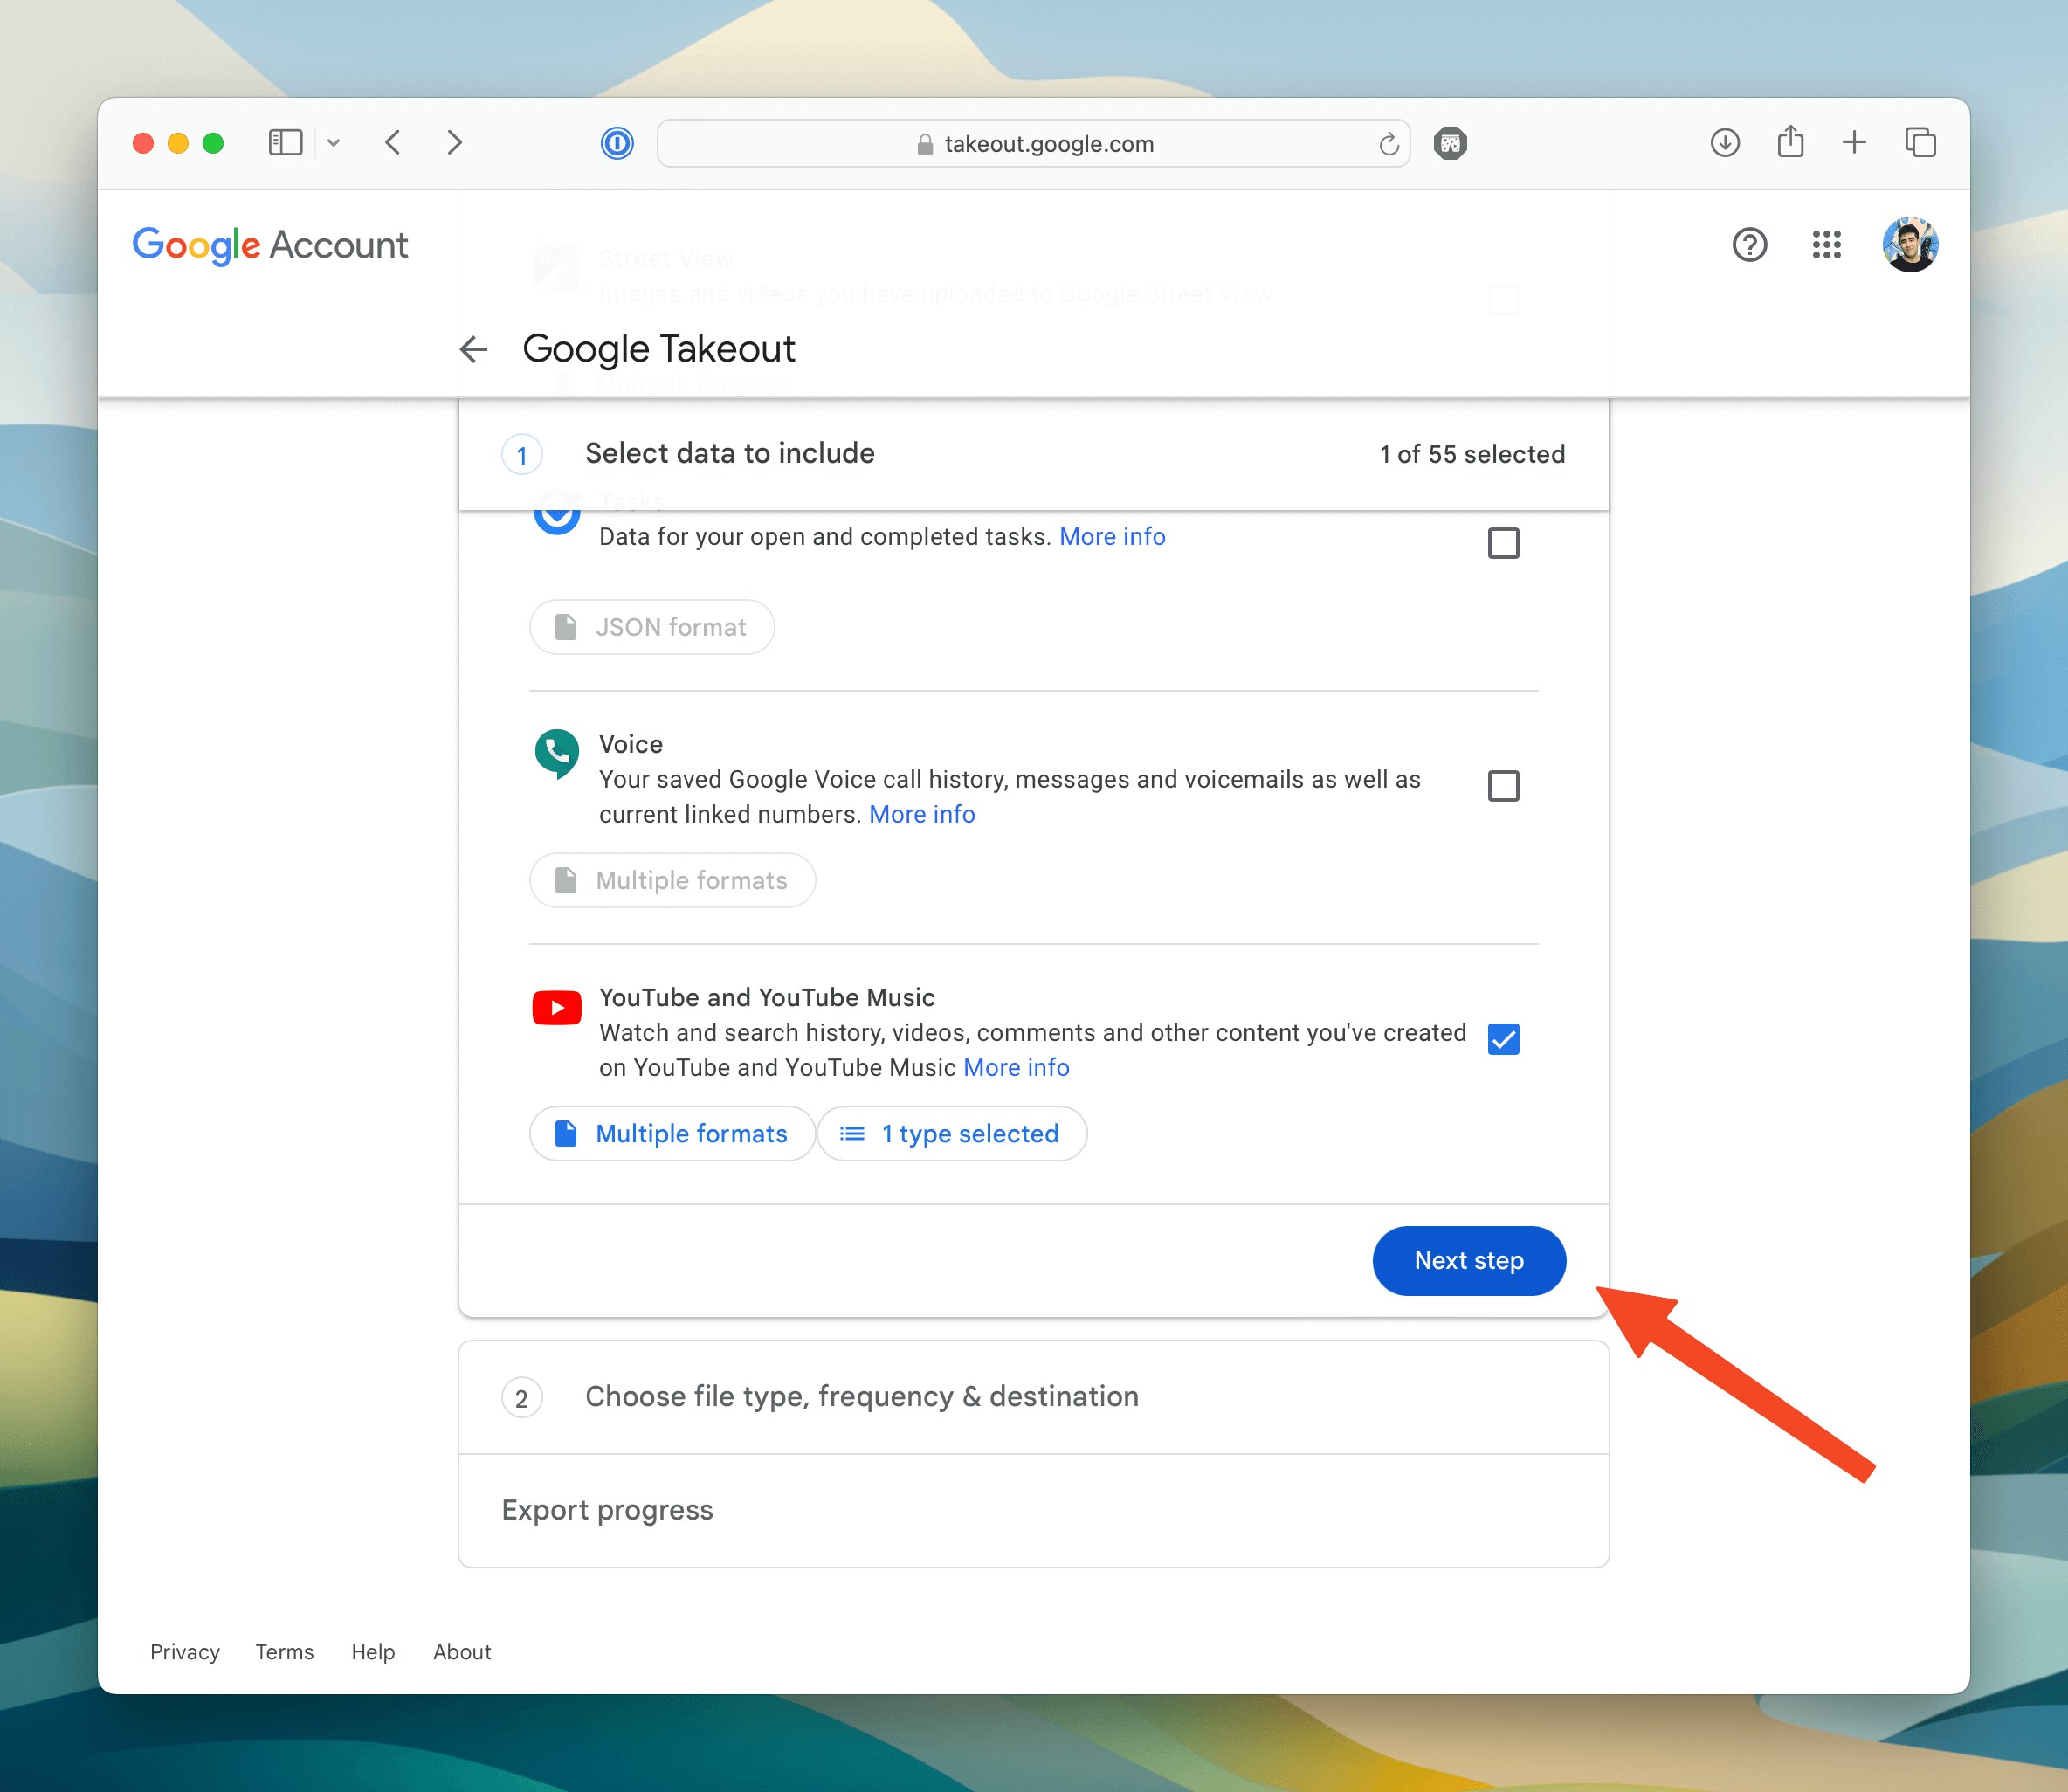 takeout.google.com
Google Account
Street View
Images and videos you have uploaded to Google Street View
Google Takeout
Multiple formats
1 Select data to include 1 of 55 selected
Tasks
Data for your open and completed tasks. More info
JSON format
Voice
Your saved Google Voice call history, messages and voicemails as well as
current linked numbers. More info
Multiple formats
YouTube and YouTube Music
Watch and search history, videos, comments and other content you've created
on YouTube and YouTube Music More info
Multiple formats 1 type selected
Next step
2 Choose file type, frequency & destination
Export progress
Privacy Terms Help About